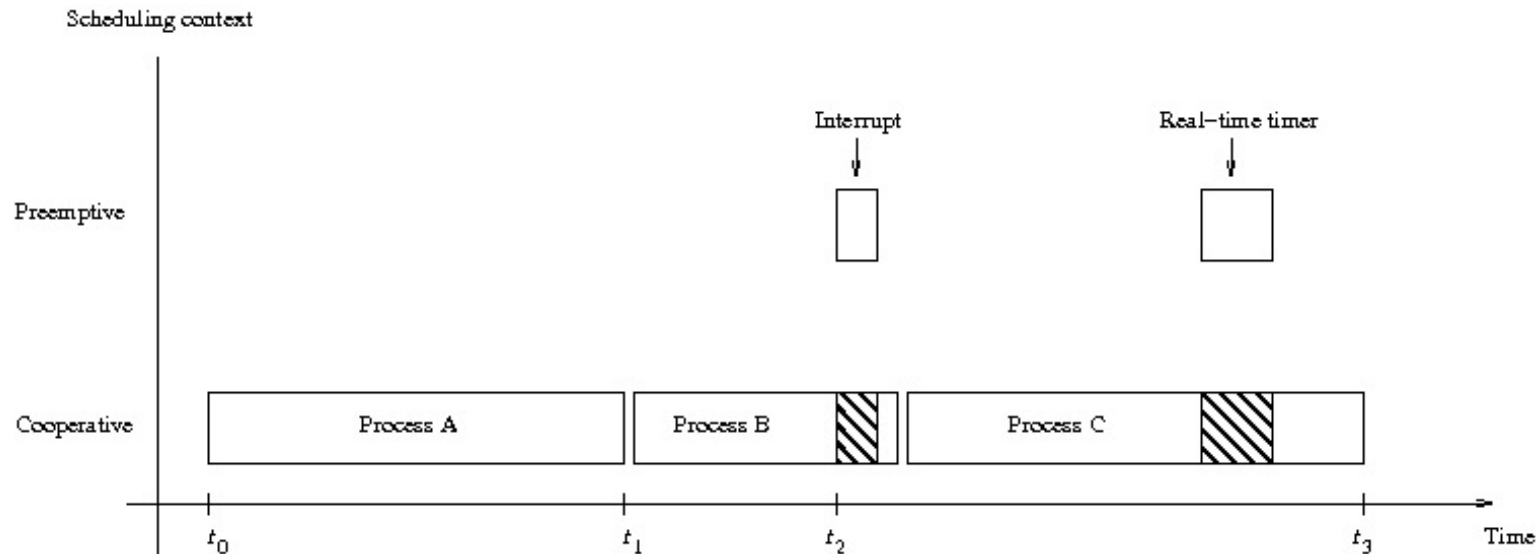 Scheduling context
Interrupt
Real-time timer
Preemptive
Cooperative
Process A
Process B
Process C
t0
t1
t2
t3
Time